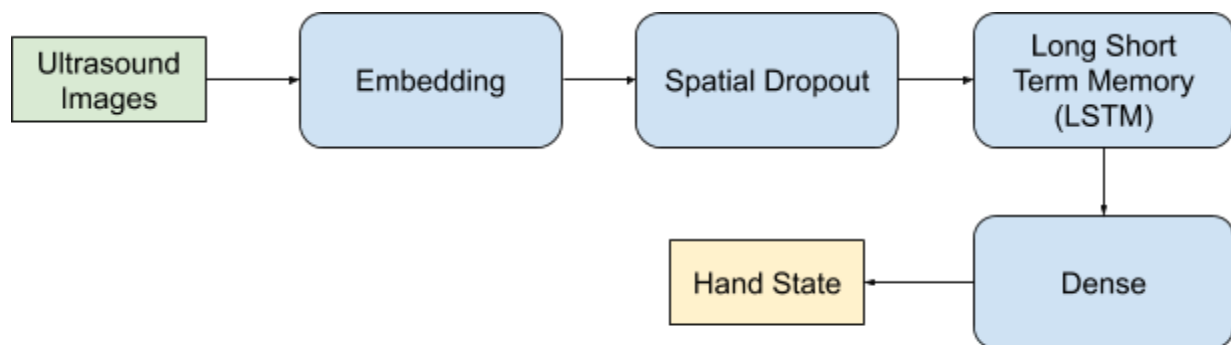 Ultrasound
Images
Embedding
Spatial Dropout
Long Short
Term Memory
(LSTM)
Dense
Hand State